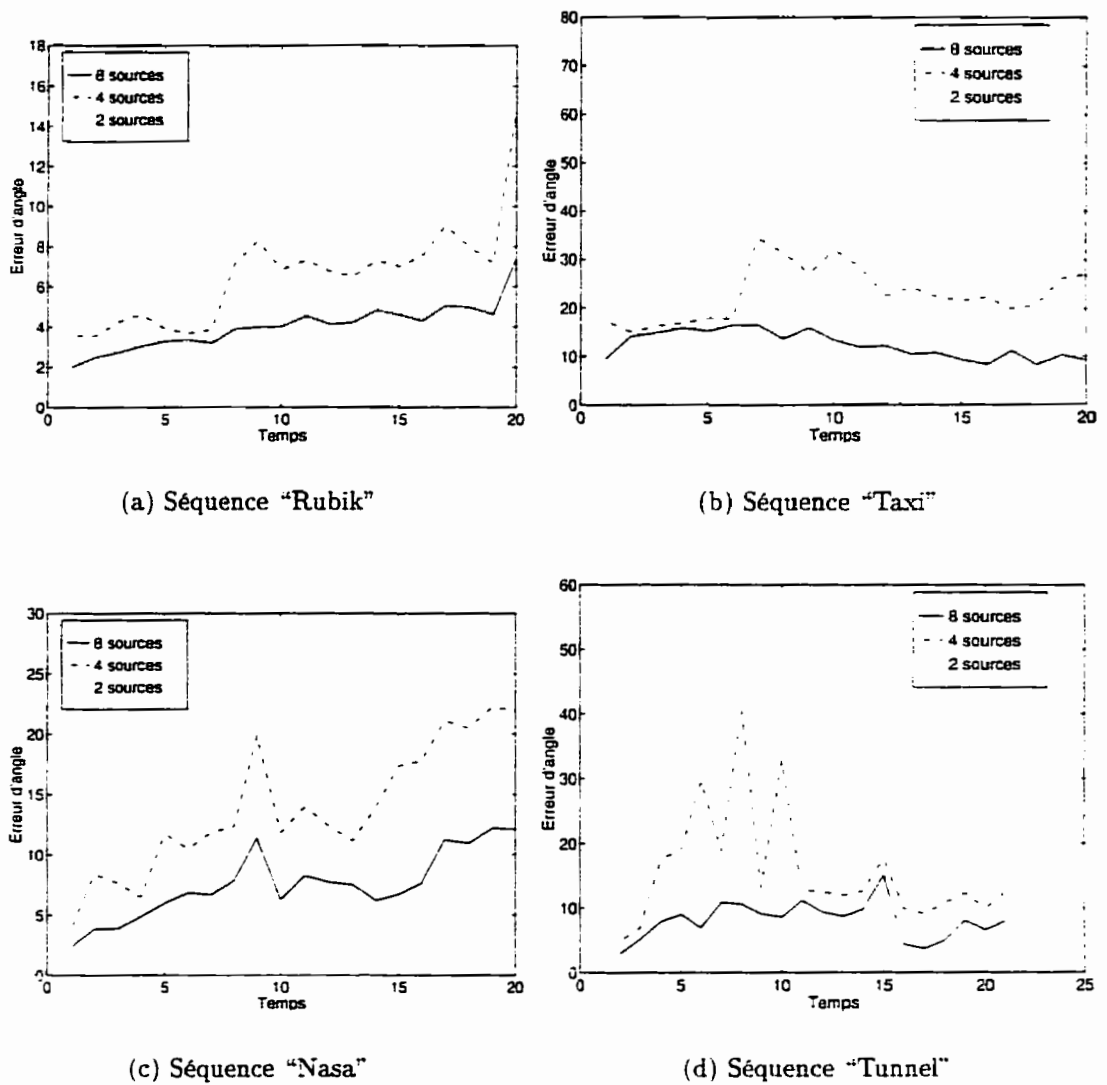 18
16
14
12
10
8
6
4
2
0
Erreur d'angle
8 sources
4 sources
2 sources
0 5 10 15 20
Temps
(a) Séquence "Rubik"
80
70
60
50
40
30
20
10
0
Erreur d'angle
8 sources
4 sources
2 sources
0 5 10 15 20
Temps
(b) Séquence "Taxi"
30
25
20
15
10
5
0
Erreur d'angle
8 sources
4 sources
2 sources
0 5 10 15 20
Temps
(c) Séquence "Nasa"
60
50
40
30
20
10
0
Erreur d'angle
8 sources
4 sources
2 sources
0 5 10 15 20 25
Temps
(d) Séquence "Tunnel"